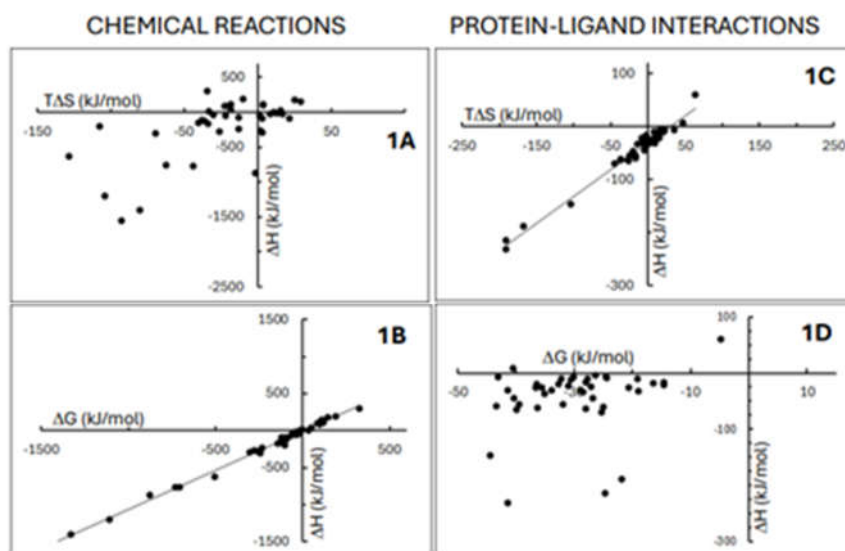 CHEMICAL REACTIONS
PROTEIN-LIGAND INTERACTIONS
500
TΔS (kJ/mol)
-150
-50
50
1A
-500
-1500
-2500
ΔH (kJ/mol)
100
1C
TΔS (kJ/mol)
-250
-150
-50
50
150
250
-100
-300
ΔH (kJ/mol)
1500
1B
500
ΔG (kJ/mol)
-1500
-500
500
-500
-1500
ΔH (kJ/mol)
100
1D
ΔG (kJ/mol)
-50
-30
-10
10
-100
-300
ΔH (kJ/mol)